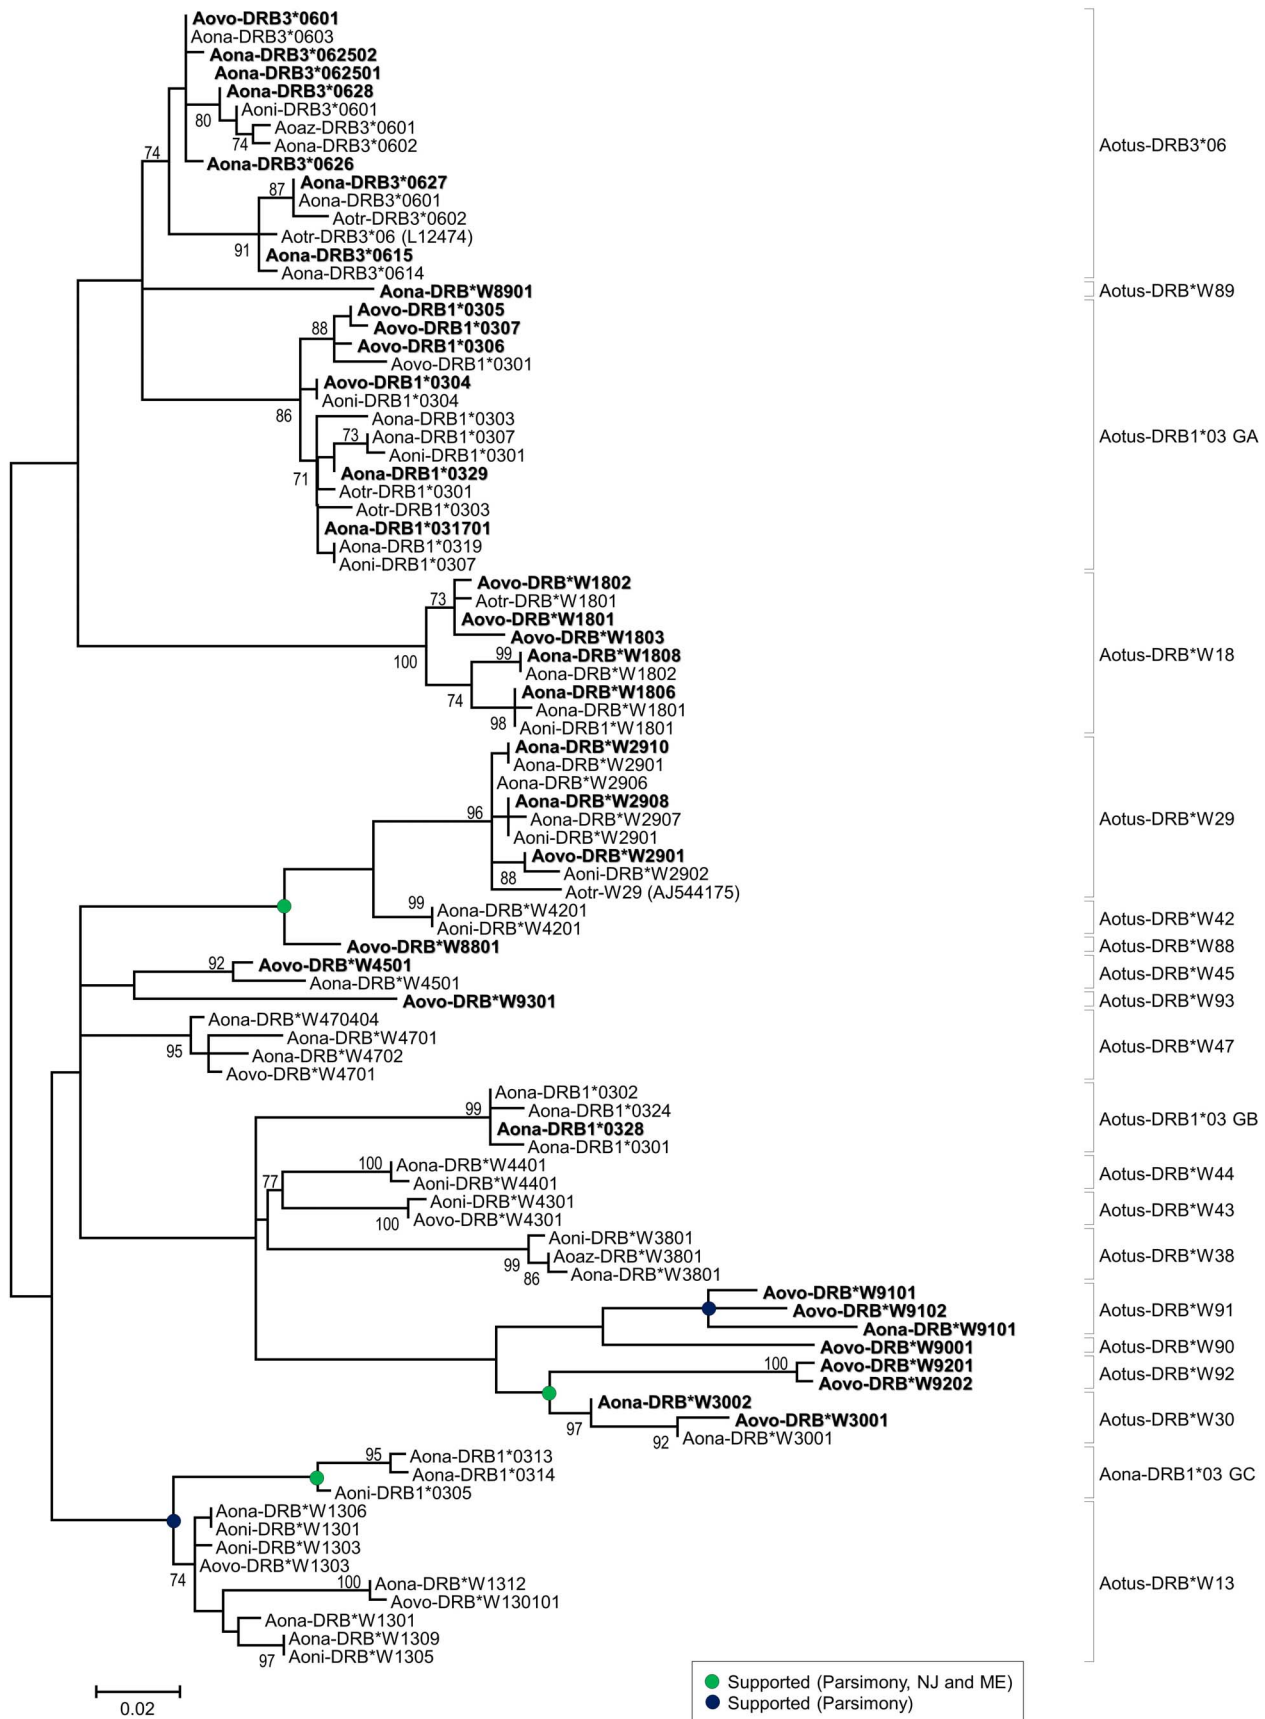 Aovo-DRB3*0601
Aona-DRB3*0603
Aona-DRB3*062502
Aona-DRB3*062501
Aona-DRB3*0628
80
Aoni-DRB3*0601
Aoaz-DRB3*0601
74
Aona-DRB3*0602
Aotus-DRB3*06
74
Aona-DRB3*0626
87
Aona-DRB3*0627
Aona-DRB3*0601
Aotr-DRB3*0602
Aotr-DRB3*06 (L12474)
91
Aona-DRB3*0615
Aona-DRB3*0614
Aona-DRB*W8901
Aotus-DRB*W89
Aovo-DRB1*0305
88
Aovo-DRB1*0307
Aovo-DRB1*0306
Aovo-DRB1*0301
Aovo-DRB1*0304
Aoni-DRB1*0304
86
Aona-DRB1*0303
73
Aona-DRB1*0307
Aotus-DRB1*03 GA
Aoni-DRB1*0301
71
Aona-DRB1*0329
Aotr-DRB1*0301
Aotr-DRB1*0303
Aona-DRB1*031701
Aona-DRB1*0319
Aoni-DRB1*0307
Aovo-DRB*W1802
73
Aotr-DRB*W1801
Aovo-DRB*W1801
Aovo-DRB*W1803
100
99
Aona-DRB*W1808
Aotus-DRB*W18
Aona-DRB*W1802
74
Aona-DRB*W1806
Aona-DRB*W1801
98
Aoni-DRB1*W1801
Aona-DRB*W2910
Aona-DRB*W2901
Aona-DRB*W2906
Aona-DRB*W2908
96
Aona-DRB*W2907
Aotus-DRB*W29
Aoni-DRB*W2901
Aovo-DRB*W2901
88
Aoni-DRB*W2902
Aotr-W29 (AJ544175)
99
Aona-DRB*W4201
Aotus-DRB*W42
Aoni-DRB*W4201
Aovo-DRB*W8801
Aotus-DRB*W88
92
Aovo-DRB*W4501
Aotus-DRB*W45
Aona-DRB*W4501
Aovo-DRB*W9301
Aotus-DRB*W93
Aona-DRB*W470404
Aona-DRB*W4701
95
Aona-DRB*W4702
Aotus-DRB*W47
Aovo-DRB*W4701
Aona-DRB1*0302
99
Aona-DRB1*0324
Aotus-DRB1*03 GB
Aona-DRB1*0328
Aona-DRB1*0301
100
Aona-DRB*W4401
Aotus-DRB*W44
77
Aoni-DRB*W4401
Aoni-DRB*W4301
Aotus-DRB*W43
100
Aovo-DRB*W4301
Aoni-DRB*W3801
99
Aoaz-DRB*W3801
Aotus-DRB*W38
86
Aona-DRB*W3801
Aovo-DRB*W9101
Aovo-DRB*W9102
Aotus-DRB*W91
Aona-DRB*W9101
Aovo-DRB*W9001
Aotus-DRB*W90
100
Aovo-DRB*W9201
Aotus-DRB*W92
Aovo-DRB*W9202
Aona-DRB*W3002
97
Aovo-DRB*W3001
Aotus-DRB*W30
92
Aona-DRB*W3001
95
Aona-DRB1*0313
Aona-DRB1*0314
Aona-DRB1*03 GC
Aoni-DRB1*0305
Aona-DRB*W1306
Aoni-DRB*W1301
Aoni-DRB*W1303
Aovo-DRB*W1303
74
100
Aona-DRB*W1312
Aotus-DRB*W13
Aovo-DRB*W130101
Aona-DRB*W1301
Aona-DRB*W1309
97
Aoni-DRB*W1305
0.02
Supported (Parsimony, NJ and ME)
Supported (Parsimony)